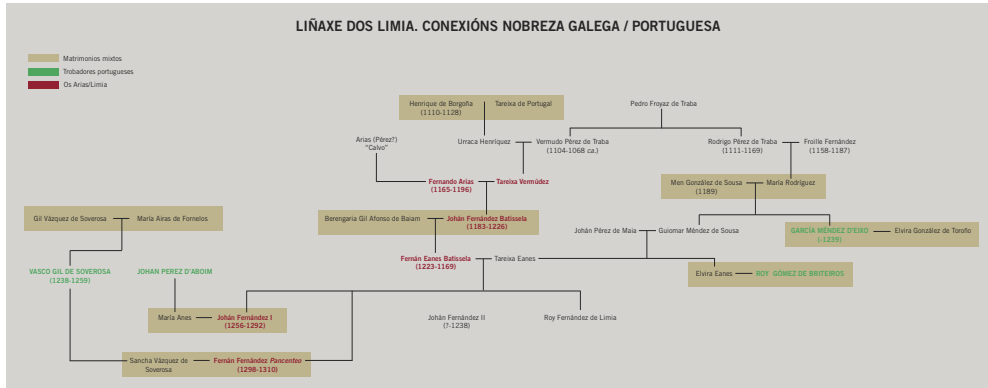 LIÑAXE DOS LIMIA. CONEXIÓNS NOBREZA GALEGA / PORTUGUESA
Matrimonios mixtos
Trobadores portugueses
Os Arias/Limia
Henrique de Borgoña
(1110-1128)
Tareixa de Portugal
Pedro Froyaz de Traba
Arias (Pérez?)
"Calvo"
Urraca Henríquez
Vermudo Pérez de Traba
(1104-1068 ca.)
Rodrigo Pérez de Traba
(1111-1169)
Froille Fernández
(1158-1187)
Fernando Arias
(1165-1196)
Tareixa Vermúdez
Men González de Sousa
(1189)
María Rodríguez
Gil Vázquez de Soverosa
María Airas de Fornelos
Berengaria Gil Afonso de Baiam
Johán Fernández Batissela
(1183-1226)
Johán Pérez de Maia
Guiomar Méndez de Sousa
GARCÍA MÉNDEZ D'EIXO
(-1239)
Elvira González de Toroño
VASCO GIL DE SOVEROSA
(1238-1259)
JOHAN PEREZ D'ABOIM
Fernán Eanes Batissela
(1223-1169)
Tareixa Eanes
Elvira Eanes
ROY GÓMEZ DE BRITEIROS
María Anes
Johán Fernández I
(1256-1292)
Johán Fernández II
(?-1238)
Roy Fernández de Limia
Sancha Vázquez de
Soverosa
Fernán Fernández Pancenteo
(1298-1310)